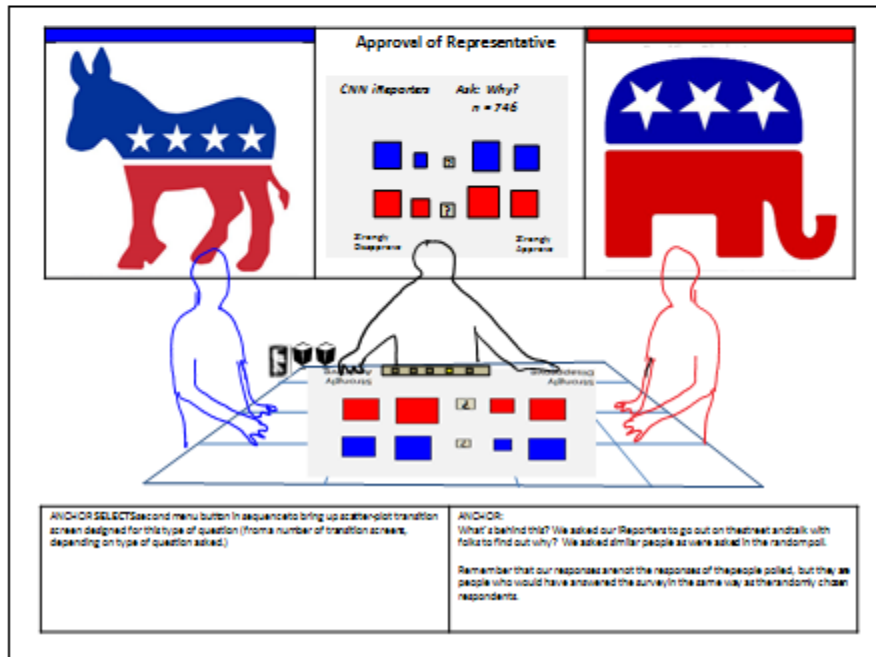 Approval of Representative
CNN iReporters Ask: Why?
n = 746
?
?
Strongly
Disapprove
Strongly
Approve
Strongly
Approve
Strongly
Disapprove
?
?
ANCHOR SELECTS second menu button in sequence to bring up scatter-plot transition
screen designed for this type of question (from a number of transition screens,
depending on type of question asked.)
ANCHOR:
What's behind this? We asked our iReporters to go out on the street and talk with
folks to find out why? We asked similar people as were asked in the random poll.
Remember that our responses are not the responses of the people polled, but they are
people who would have answered the survey in the same way as the randomly chosen
respondents.